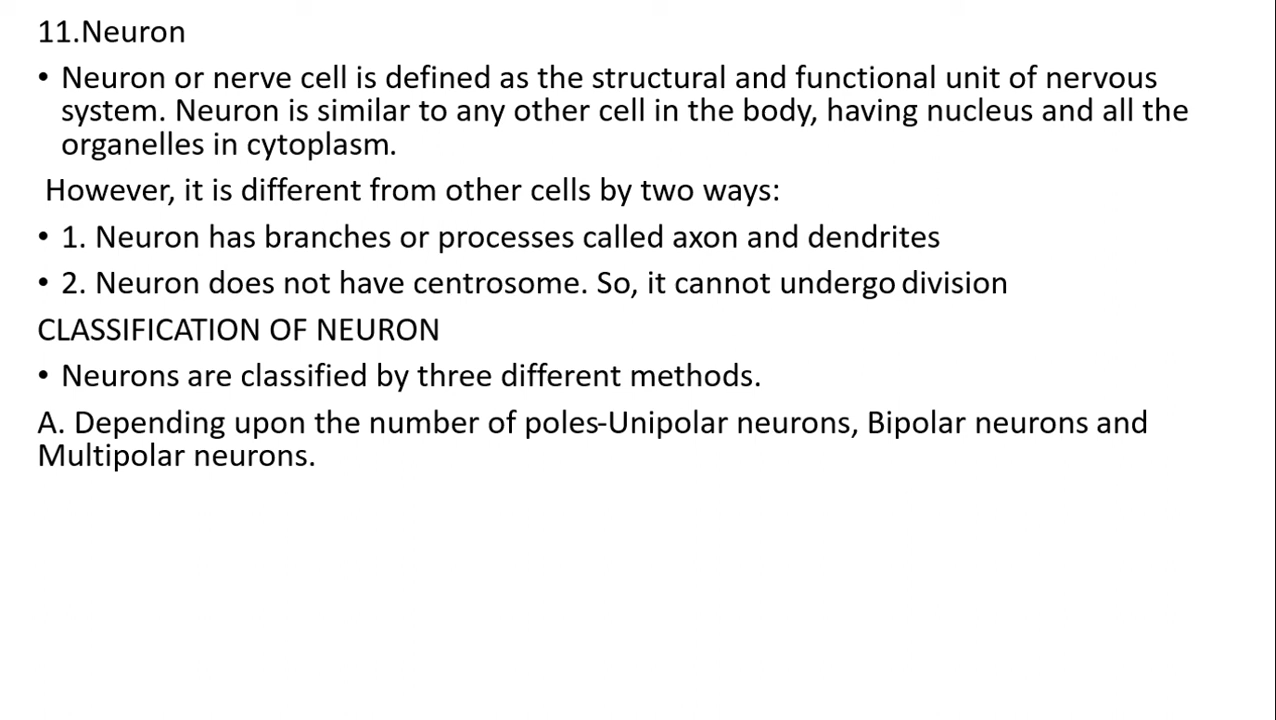 11.Neuron
• Neuron or nerve cell is defined as the structural and functional unit of nervous
system. Neuron is similar to any other cell in the body, having nucleus and all the
organelles in cytoplasm.
However, it is different from other cells by two ways:
• 1. Neuron has branches or processes called axon and dendrites
• 2. Neuron does not have centrosome. So, it cannot undergo division
CLASSIFICATION OF NEURON
• Neurons are classified by three different methods.
A. Depending upon the number of poles-Unipolar neurons, Bipolar neurons and
Multipolar neurons.